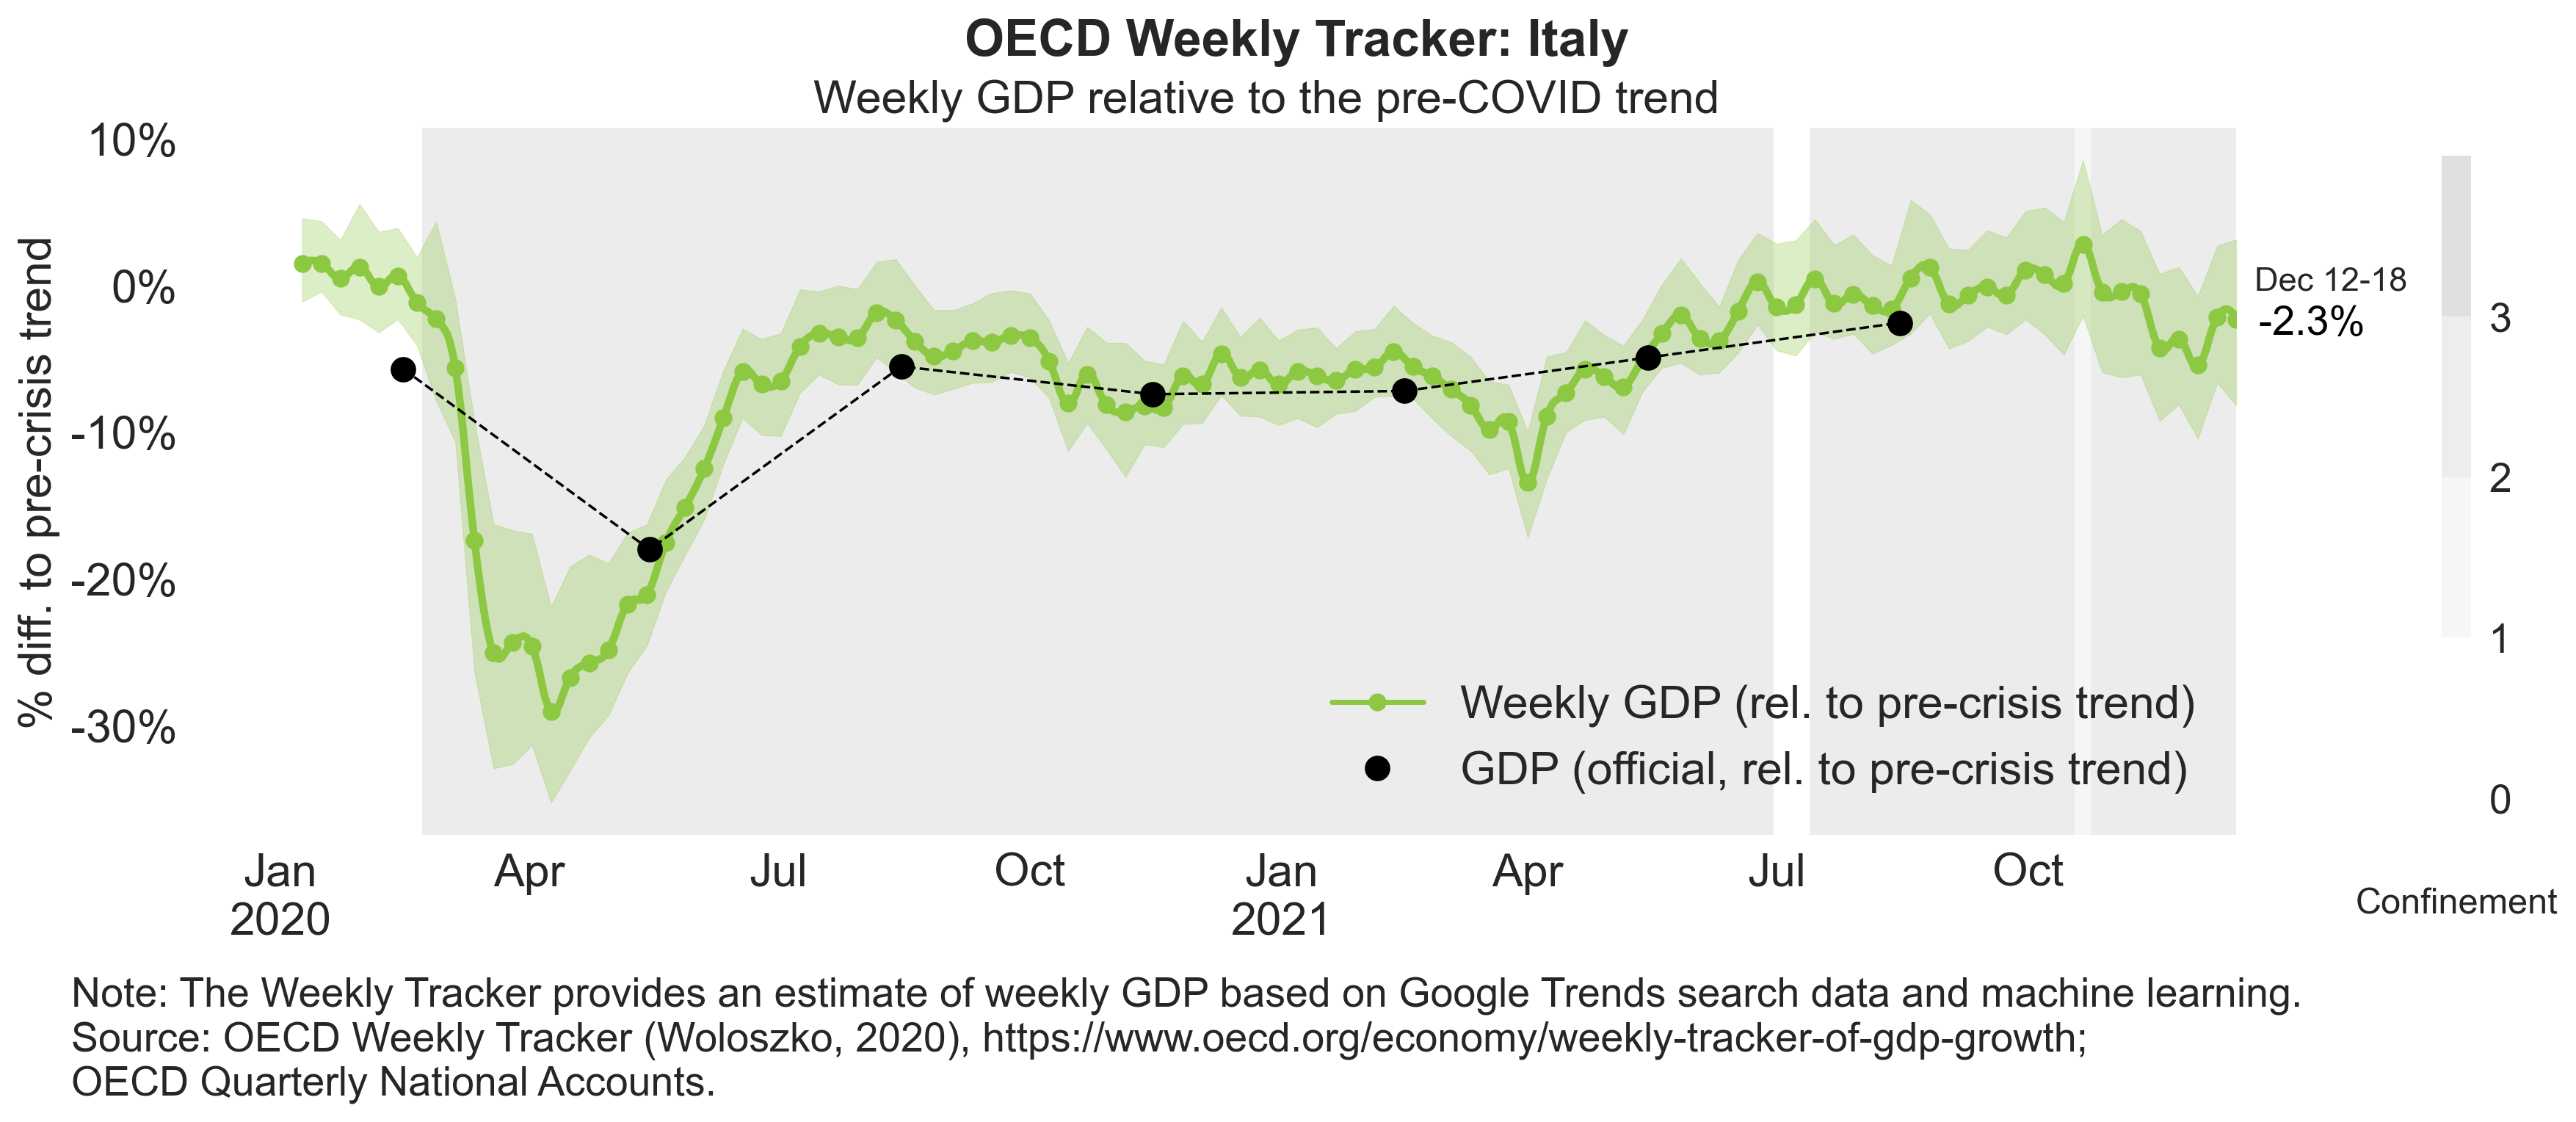 OECD Weekly Tracker: Italy
Weekly GDP relative to the pre-COVID trend
% diff. to pre-crisis trend
10%
0%
-10%
-20%
-30%
Dec 12-18
-2.3%
3
2
1
0
Confinement
Weekly GDP (rel. to pre-crisis trend)
GDP (official, rel. to pre-crisis trend)
Jan Apr Jul Oct Jan Apr Jul Oct
2020 2021
Note: The Weekly Tracker provides an estimate of weekly GDP based on Google Trends search data and machine learning.
Source: OECD Weekly Tracker (Woloszko, 2020), https://www.oecd.org/economy/weekly-tracker-of-gdp-growth;
OECD Quarterly National Accounts.